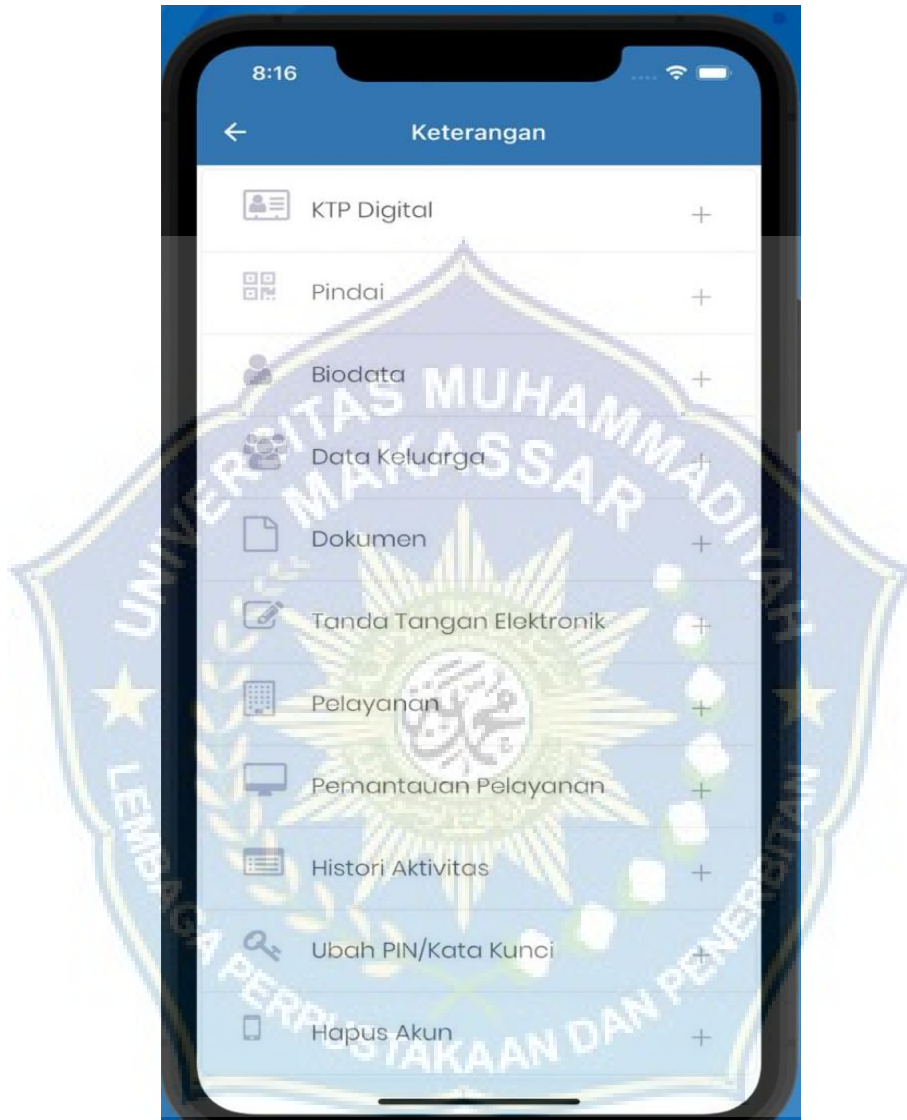 8:16
Keterangan
KTP Digital
Pindai
Biodata
Data Keluarga
Dokumen
Tanda Tangan Elektronik
Pelayanan
Pemantauan Pelayanan
Histori Aktivitas
Ubah PIN/Kata Kunci
Hapus Akun
UNIVERSITAS MUHAMMADIYAH
MAKASSAR
LEMBAGA PERPUSTAKAAN DAN PENERBITAN